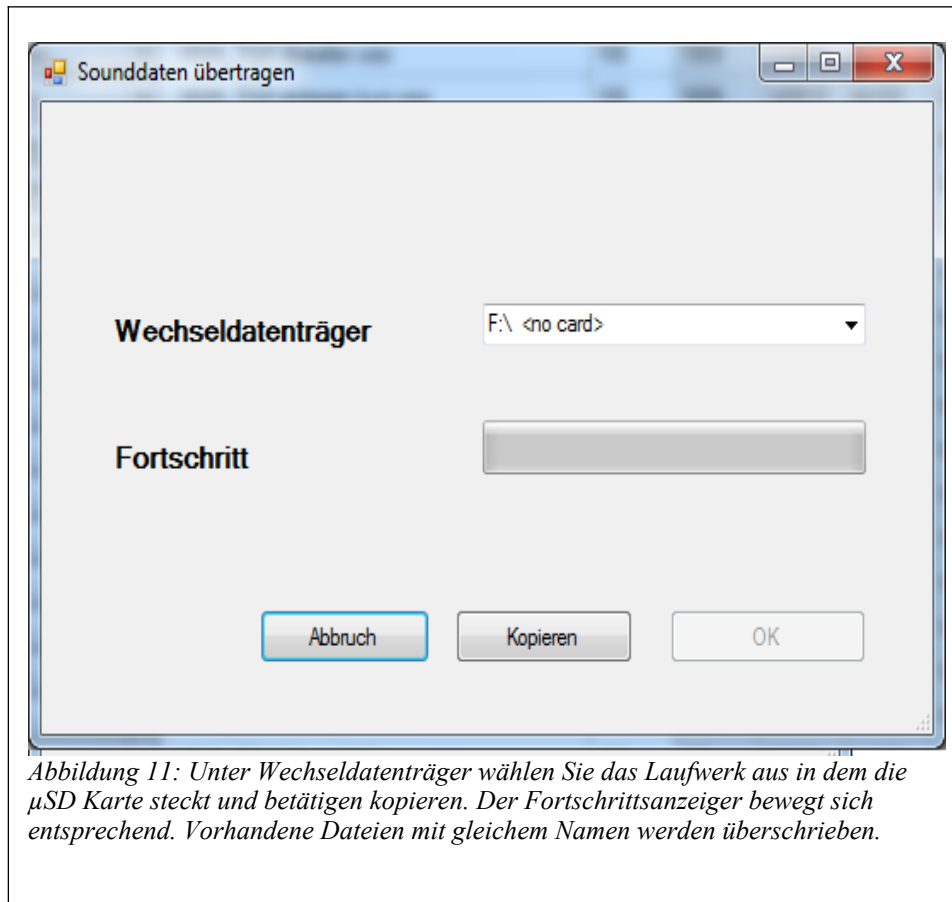 Sounddaten übertragen
Wechseldatenträger
F:\ <no card>
Fortschritt
Abbruch
Kopieren
OK
Abbildung 11: Unter Wechseldatenträger wählen Sie das Laufwerk aus in dem die
µSD Karte steckt und betätigen kopieren. Der Fortschrittsanzeiger bewegt sich
entsprechend. Vorhandene Dateien mit gleichem Namen werden überschrieben.